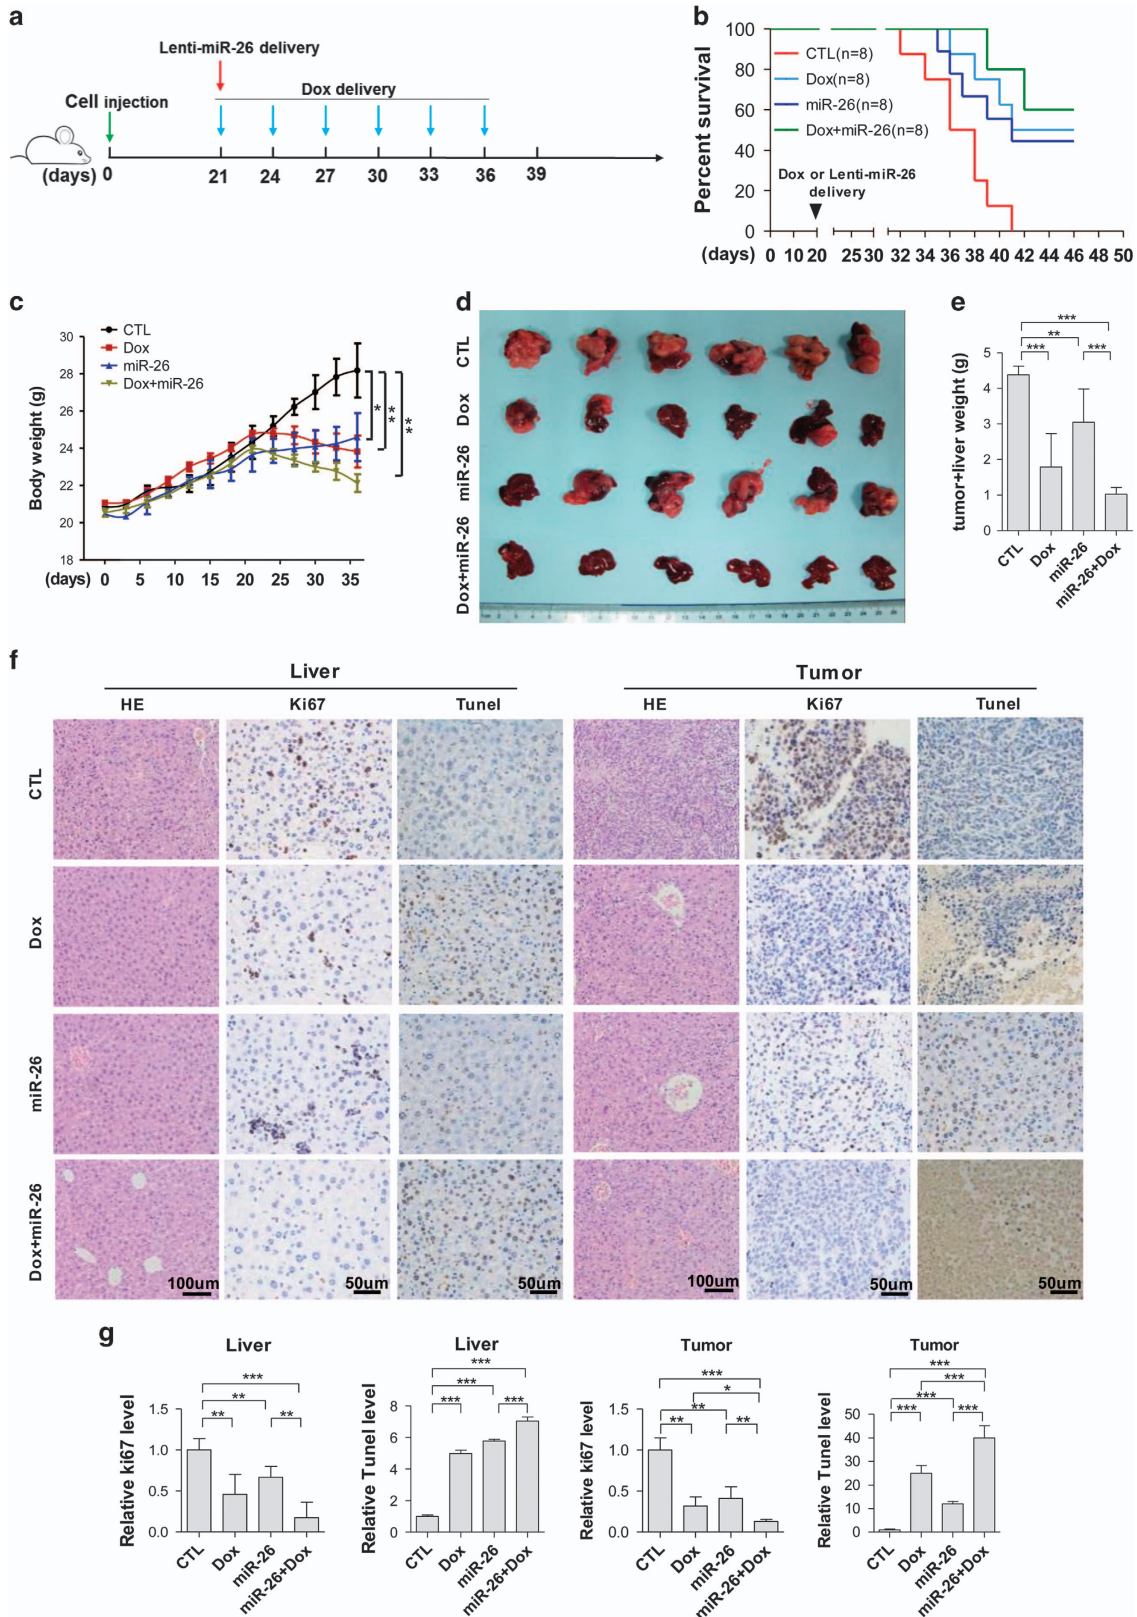 a
Lenti-miR-26 delivery
Dox delivery
Cell injection
(days) 0 21 24 27 30 33 36 39
b
Percent survival
100
80
60
40
20
0
CTL(n=8)
Dox(n=8)
miR-26(n=8)
Dox+miR-26(n=8)
Dox or Lenti-miR-26
delivery
(days) 0 10 20 25 30 32 34 36 38 40 42 44 46 48 50
c
Body weight (g)
30
28
26
24
22
20
18
CTL
Dox
miR-26
Dox+miR-26
*
**
**
(days) 0 5 10 15 20 25 30 35
d
CTL
Dox
miR-26
Dox+miR-26
e
tumor+liver weight (g)
5
4
3
2
1
0
***
**
*** ***
CTL Dox miR-26 miR-26+Dox
f
Liver Tumor
HE Ki67 Tunel HE Ki67 Tunel
CTL
Dox
miR-26
Dox+miR-26
100um 50um 50um 100um 50um 50um
g
Liver
Relative ki67 level
1.5
1.0
0.5
0.0
***
**
** **
CTL Dox miR-26 miR-26+Dox
Liver
Relative Tunel level
8
6
4
2
0
***
***
*** ***
CTL Dox miR-26 miR-26+Dox
Tumor
Relative ki67 level
1.5
1.0
0.5
0.0
***
*
**
** **
CTL Dox miR-26 miR-26+Dox
Tumor
Relative Tunel level
50
40
30
20
10
0
***
***
***
*** ***
CTL Dox miR-26 miR-26+Dox